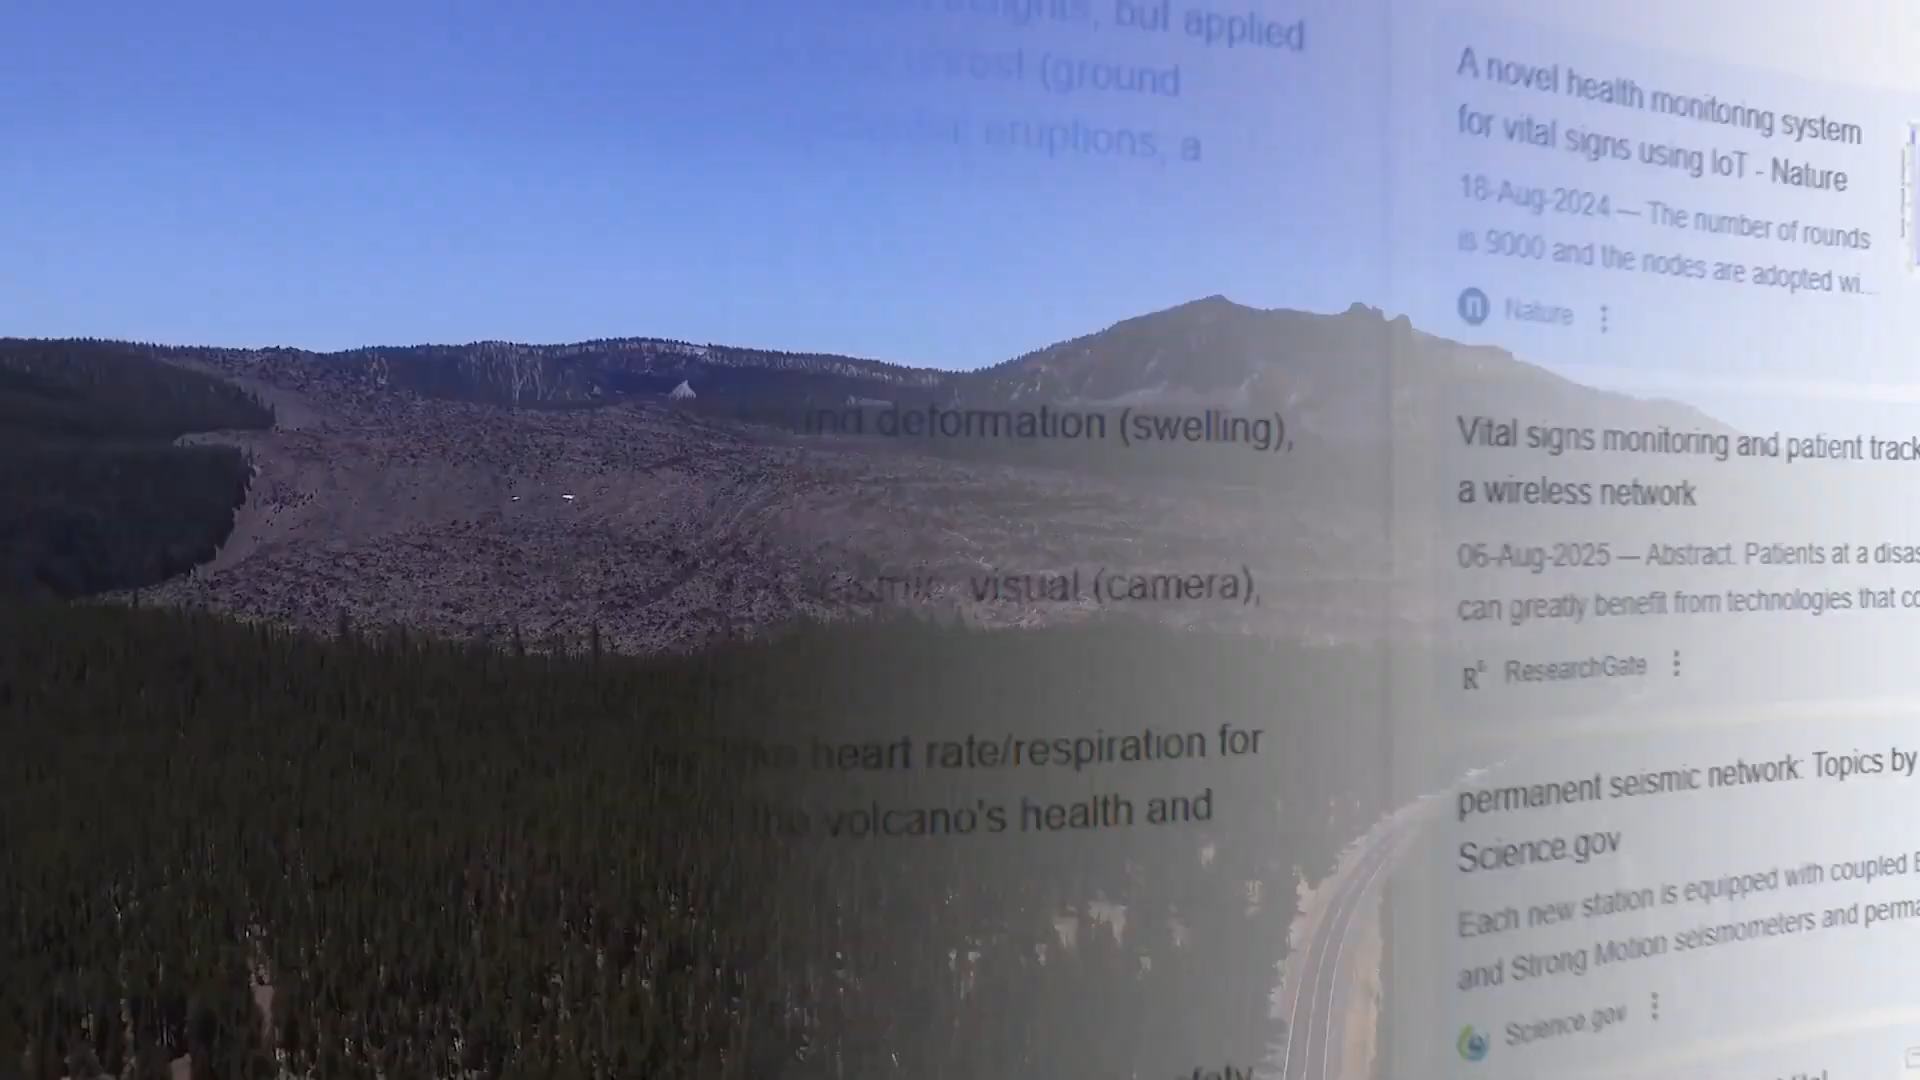 but applied
(ground
eruptions, a
deformation (swelling),
visual (camera),
heart rate/respiration for
the volcano's health and
A novel health monitoring system
for vital signs using IoT - Nature
18-Aug-2024 — The number of rounds
is 9000 and the nodes are adopted wi...
Nature
Vital signs monitoring and patient track
a wireless network
06-Aug-2025 — Abstract. Patients at a disas
can greatly benefit from technologies that co
ResearchGate
permanent seismic network: Topics by
Science.gov
Each new station is equipped with coupled
and Strong Motion seismometers and perma
Science.gov